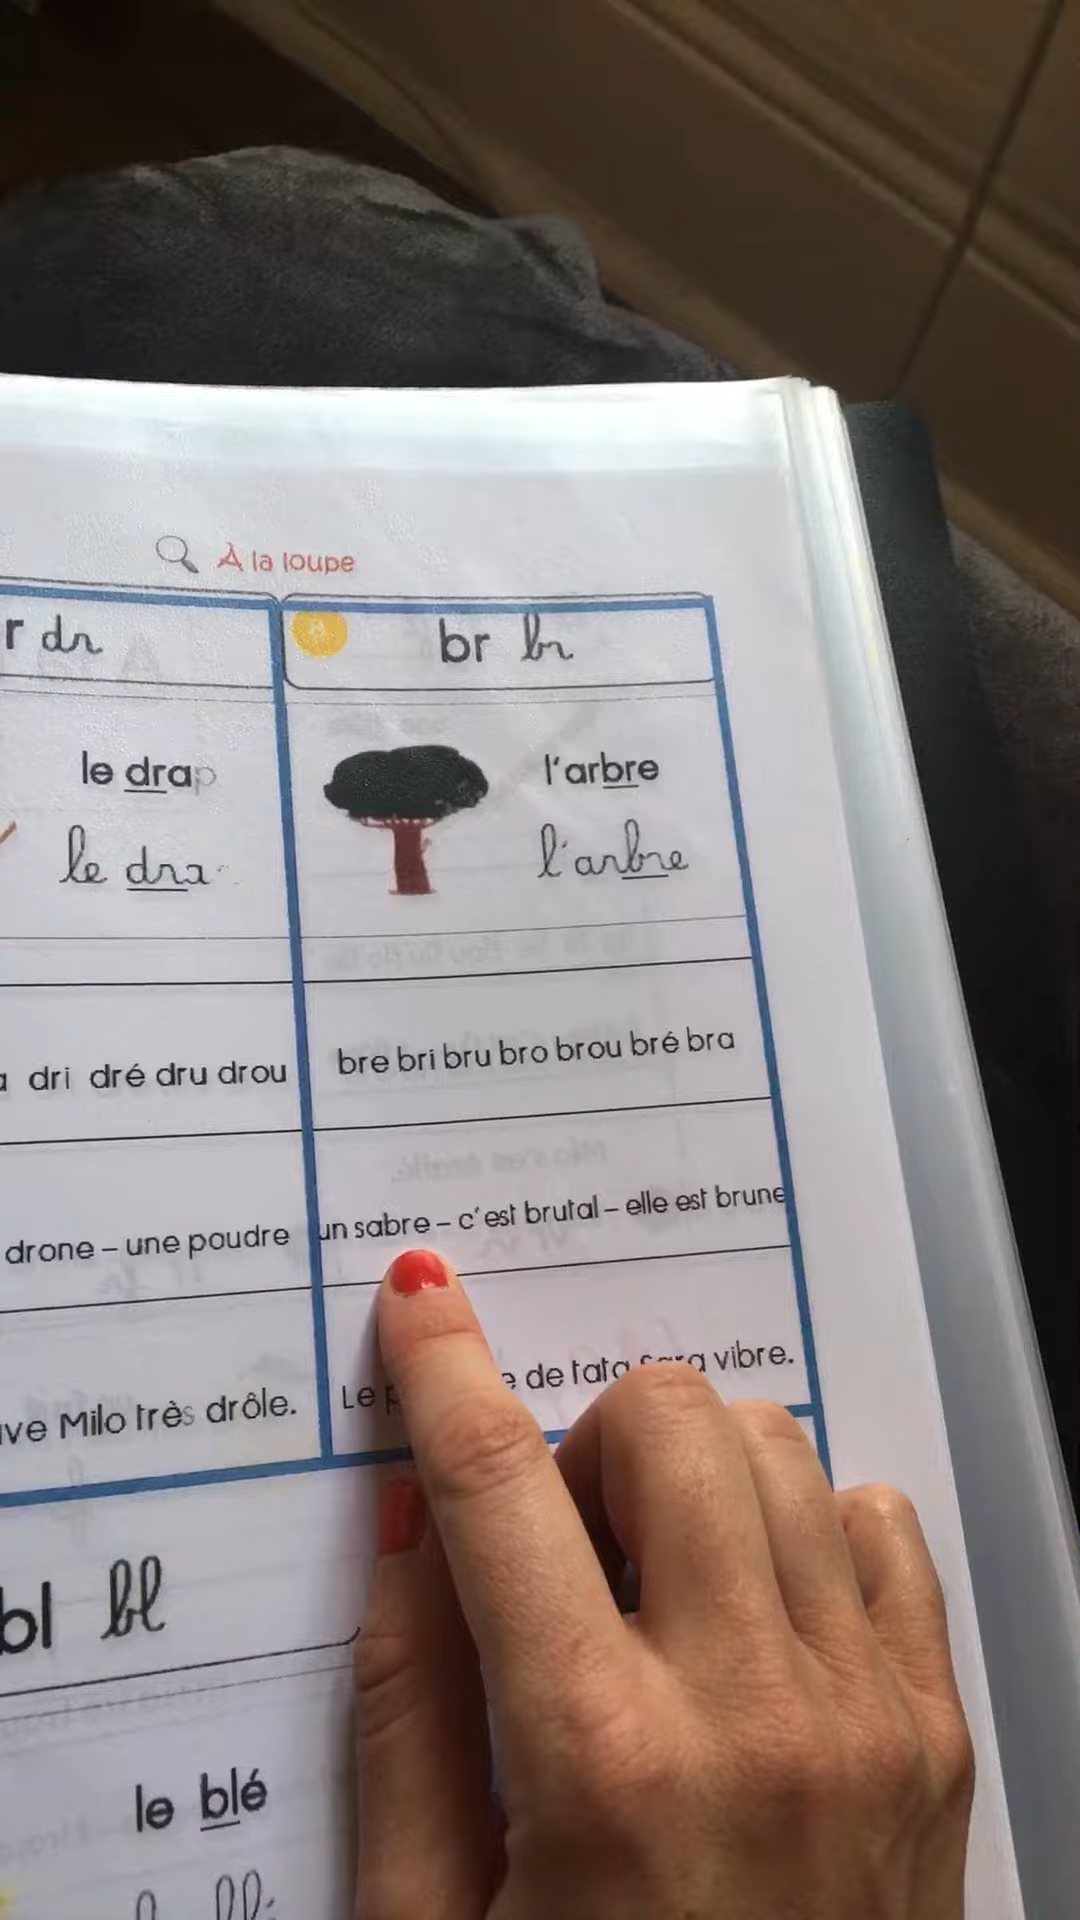 À la loupe
r dr
br br
le drap
l'arbre
le dra
l'arbre
dri dré dru drou
bre bri bru bro brou bré bra
drone – une poudre
un sabre – c'est brutal – elle est brune
ve Milo très drôle.
Le de tata vibre.
bl bl
le blé